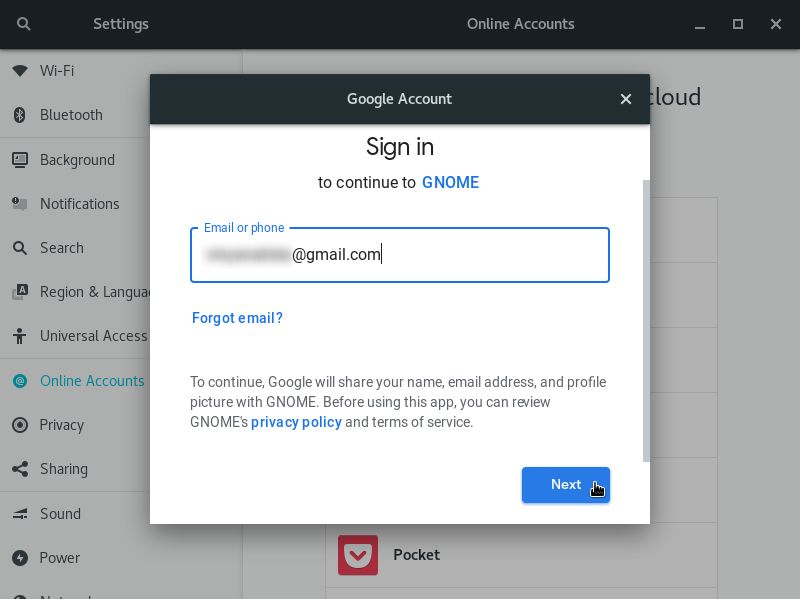 Settings
Online Accounts
Wi-Fi
Bluetooth
Background
Notifications
Search
Region & Langua
Universal Access
Online Accounts
Privacy
Sharing
Sound
Power
cloud
Google Account
Sign in
to continue to GNOME
Email or phone
@gmail.com
Forgot email?
To continue, Google will share your name, email address, and profile
picture with GNOME. Before using this app, you can review
GNOME's privacy policy and terms of service.
Next
Pocket